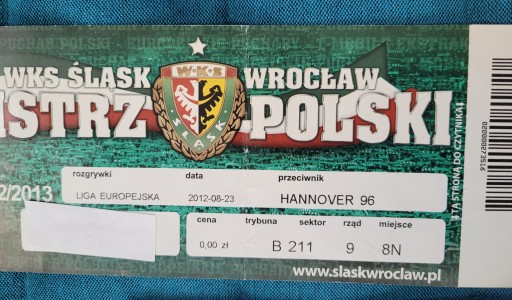 WKS ŚLĄSK WROCŁAW
W·K·S
ŚLĄSK
ISTRZ POLSKI
2/2013
rozgrywki data przeciwnik
LIGA EUROPEJSKA 2012-08-23 HANNOVER 96
cena trybuna sektor rząd miejsce
0,00 zł B 211 9 8N
www.slaskwroclaw.pl
TĄ STRONĄ DO CZYTNIKA